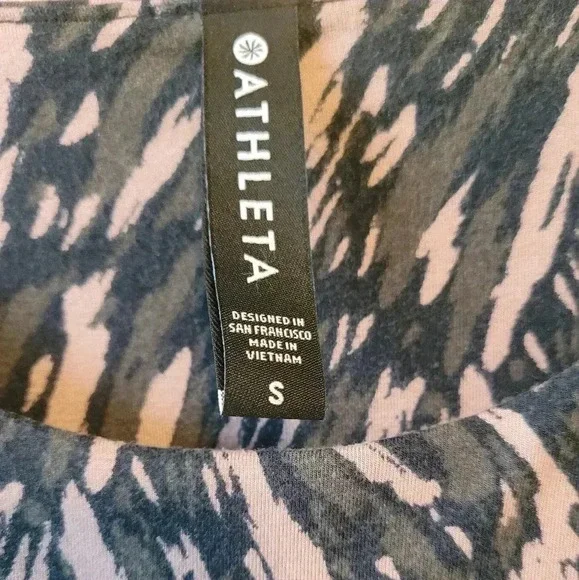 ATHLETA
DESIGNED IN
SAN FRANCISCO
MADE IN
VIETNAM
S